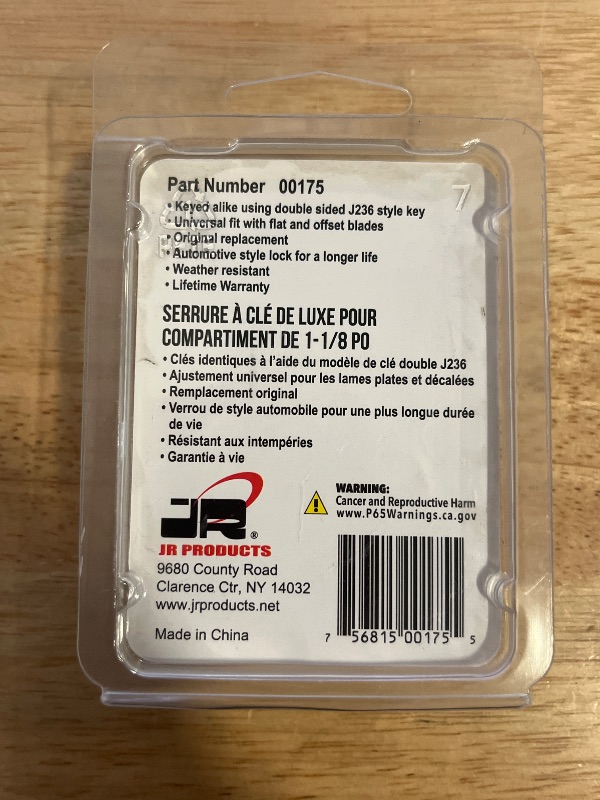 Part Number 00175
7
• Keyed alike using double sided J236 style key
• Universal fit with flat and offset blades
• Original replacement
• Automotive style lock for a longer life
• Weather resistant
• Lifetime Warranty
SERRURE À CLÉ DE LUXE POUR
COMPARTIMENT DE 1-1/8 PO
• Clés identiques à l'aide du modèle de clé double J236
• Ajustement universel pour les lames plates et décalées
• Remplacement original
• Verrou de style automobile pour une plus longue durée
de vie
• Résistant aux intempéries
• Garantie à vie
JR®
JR PRODUCTS
9680 County Road
Clarence Ctr, NY 14032
www.jrproducts.net
Made in China
WARNING:
Cancer and Reproductive Harm
www.P65Warnings.ca.gov
7 56815 00175 5